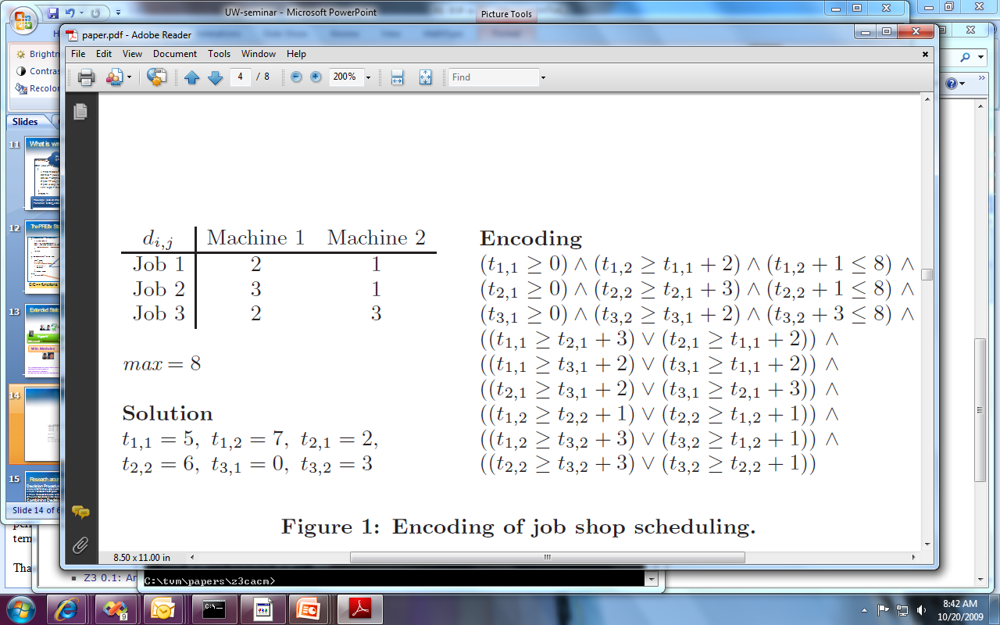 UW-seminar - Microsoft PowerPoint
Picture Tools
paper.pdf - Adobe Reader
File Edit View Document Tools Window Help
4 / 8 200% Find
Recolor
Slides
11
12
13
14
15
Slide 14 of 6
d_{i,j} Machine 1 Machine 2
Job 1 2 1
Job 2 3 1
Job 3 2 3
max = 8
Solution
t_{1,1} = 5, t_{1,2} = 7, t_{2,1} = 2,
t_{2,2} = 6, t_{3,1} = 0, t_{3,2} = 3
Encoding
(t_{1,1} ≥ 0) ∧ (t_{1,2} ≥ t_{1,1} + 2) ∧ (t_{1,2} + 1 ≤ 8) ∧
(t_{2,1} ≥ 0) ∧ (t_{2,2} ≥ t_{2,1} + 3) ∧ (t_{2,2} + 1 ≤ 8) ∧
(t_{3,1} ≥ 0) ∧ (t_{3,2} ≥ t_{3,1} + 2) ∧ (t_{3,2} + 3 ≤ 8) ∧
((t_{1,1} ≥ t_{2,1} + 3) ∨ (t_{2,1} ≥ t_{1,1} + 2)) ∧
((t_{1,1} ≥ t_{3,1} + 2) ∨ (t_{3,1} ≥ t_{1,1} + 2)) ∧
((t_{2,1} ≥ t_{3,1} + 2) ∨ (t_{3,1} ≥ t_{2,1} + 3)) ∧
((t_{1,2} ≥ t_{2,2} + 1) ∨ (t_{2,2} ≥ t_{1,2} + 1)) ∧
((t_{1,2} ≥ t_{3,2} + 3) ∨ (t_{3,2} ≥ t_{1,2} + 1)) ∧
((t_{2,2} ≥ t_{3,2} + 3) ∨ (t_{3,2} ≥ t_{2,2} + 1))
Figure 1: Encoding of job shop scheduling.
8.50 x 11.00 in
term
Tha
Z3 0.1: Ar
C:\tvm\papers\z3cacm>
9
8:42 AM
10/20/2009